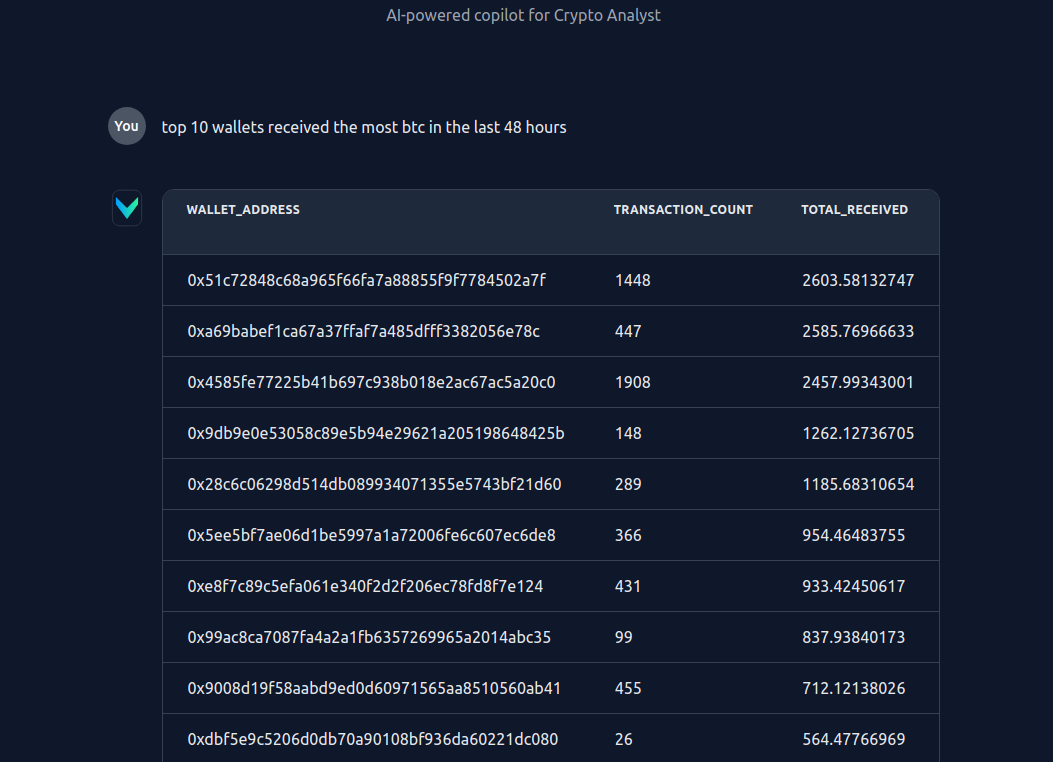 AI-powered copilot for Crypto Analyst
You top 10 wallets received the most btc in the last 48 hours
WALLET_ADDRESS TRANSACTION_COUNT TOTAL_RECEIVED
0x51c72848c68a965f66fa7a88855f9f7784502a7f 1448 2603.58132747
0xa69babef1ca67a37ffaf7a485dfff3382056e78c 447 2585.76966633
0x4585fe77225b41b697c938b018e2ac67ac5a20c0 1908 2457.99343001
0x9db9e0e53058c89e5b94e29621a205198648425b 148 1262.12736705
0x28c6c06298d514db089934071355e5743bf21d60 289 1185.68310654
0x5ee5bf7ae06d1be5997a1a72006fe6c607ec6de8 366 954.46483755
0xe8f7c89c5efa061e340f2d2f206ec78fd8f7e124 431 933.42450617
0x99ac8ca7087fa4a2a1fb6357269965a2014abc35 99 837.93840173
0x9008d19f58aabd9ed0d60971565aa8510560ab41 455 712.12138026
0xdbf5e9c5206d0db70a90108bf936da60221dc080 26 564.47766969